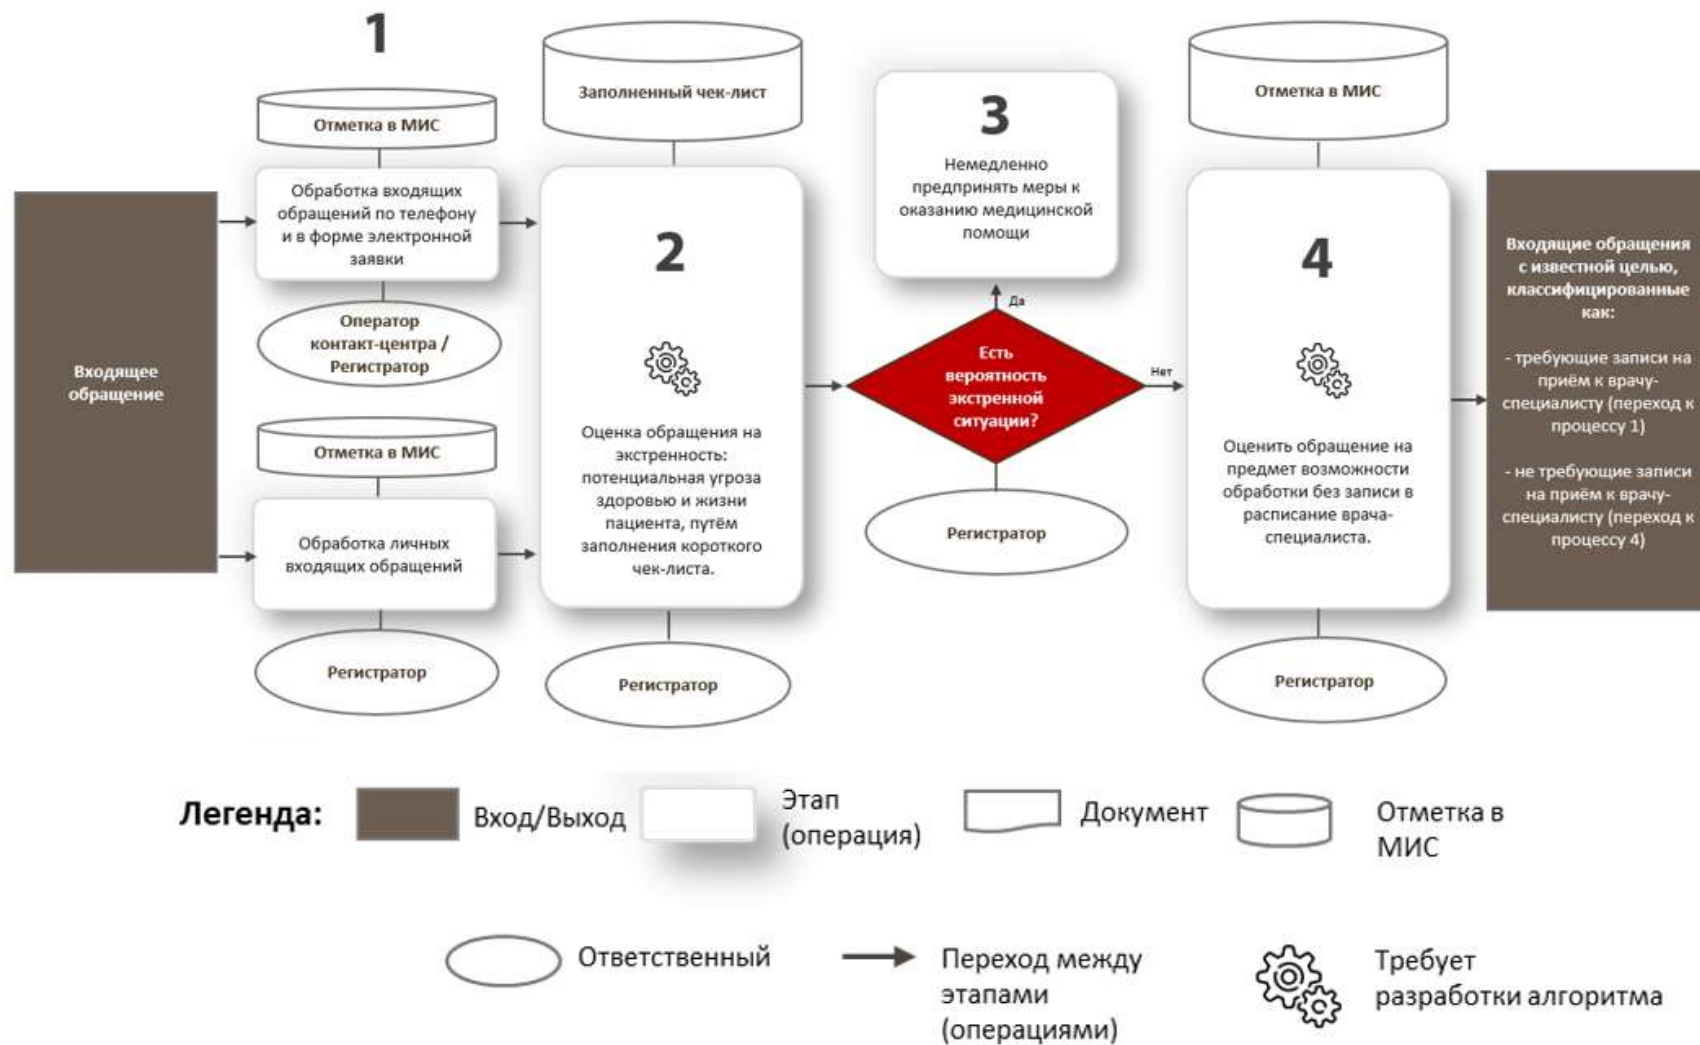 1
Отметка в МИС
Обработка входящих
обращений по телефону
и в форме электронной
заявки
Оператор
контакт-центра /
Регистратор
Входящее
обращение
Отметка в МИС
Обработка личных
входящих обращений
Регистратор
Заполненный чек-лист
2
Оценка обращения на
экстренность:
потенциальная угроза
здоровью и жизни
пациента, путём
заполнения короткого
чек-листа.
Регистратор
3
Немедленно
предпринять меры к
оказанию медицинской
помощи
Да
Есть
вероятность
экстренной
ситуации?
Нет
Регистратор
Отметка в МИС
4
Оценить обращение на
предмет возможности
обработки без записи в
расписание врача-
специалиста.
Регистратор
Входящие обращения
с известной целью,
классифицированные
как:
- требующие записи на
приём к врачу-
специалисту (переход к
процессу 1)
- не требующие записи
на приём к врачу-
специалисту (переход к
процессу 4)
Легенда:
Вход/Выход
Этап
(операция)
Документ
Отметка в
МИС
Ответственный
Переход между
этапами
(операциями)
Требует
разработки алгоритма